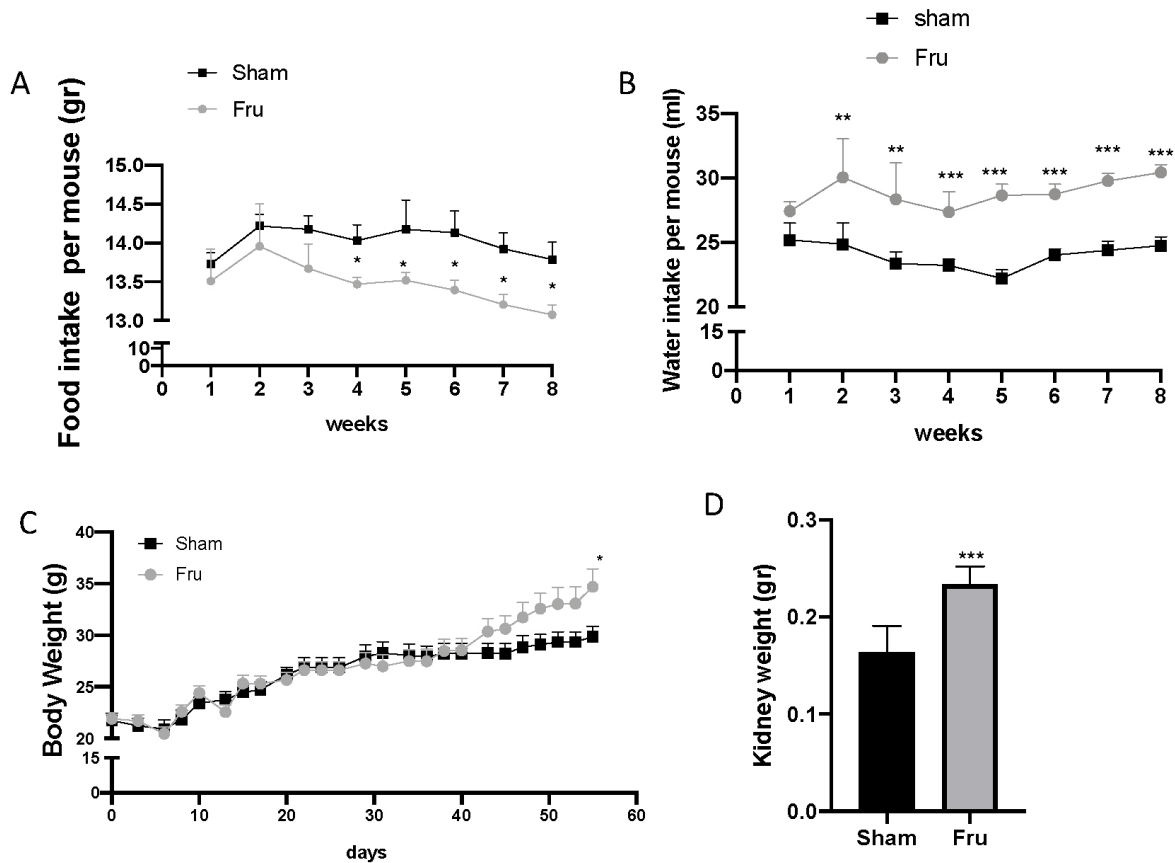 A
Sham
Fru
Food intake per mouse (gr)
15.0
14.5
14.0
13.5
13.0
10
0
* * * * *
0 1 2 3 4 5 6 7 8
weeks
B
sham
Fru
Water intake per mouse (ml)
35
30
25
20
15
0
** ** *** *** *** *** ***
0 1 2 3 4 5 6 7 8
weeks
C
Sham
Fru
Body Weight (g)
40
35
30
25
20
15
0
*
0 10 20 30 40 50 60
days
D
Kidney weight (gr)
0.3
0.2
0.1
0.0
***
Sham Fru